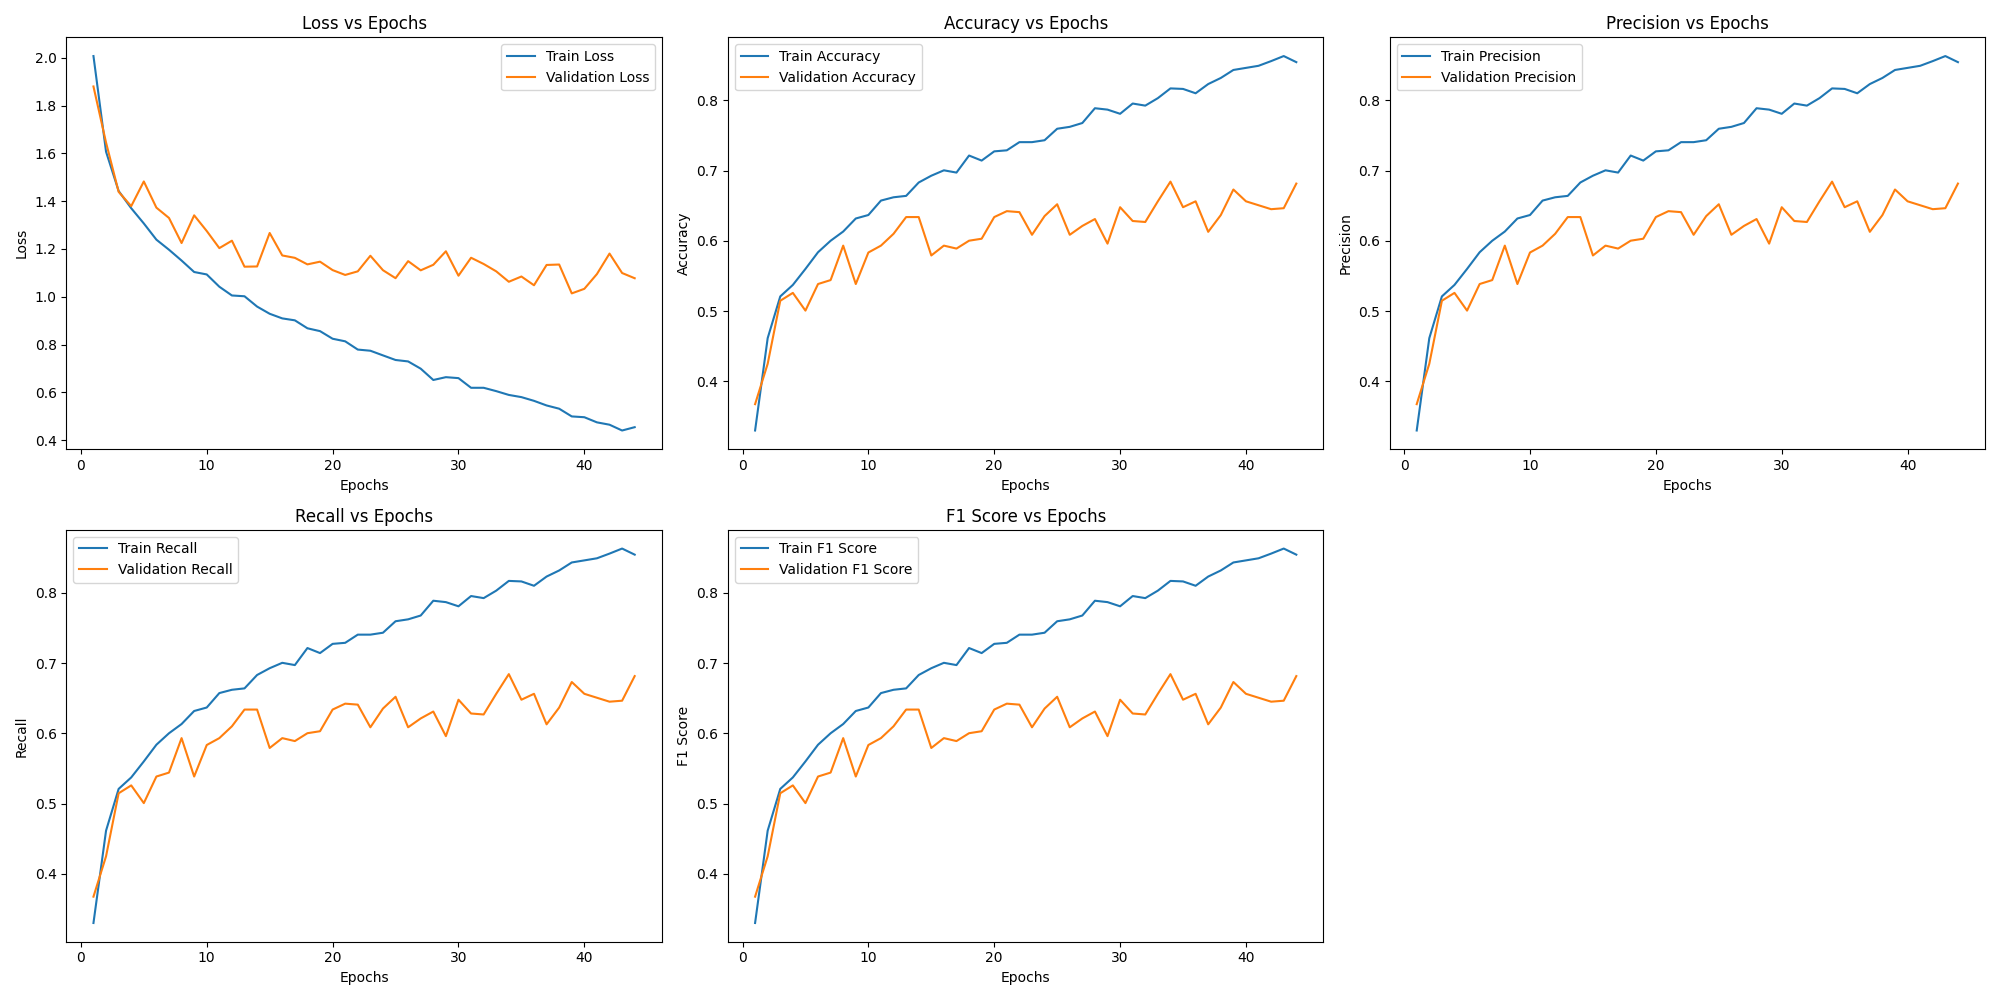 Loss vs Epochs
Train Loss
Validation Loss
2.0
1.8
1.6
1.4
1.2
1.0
0.8
0.6
0.4
Loss
0 10 20 30 40
Epochs
Accuracy vs Epochs
Train Accuracy
Validation Accuracy
0.8
0.7
0.6
0.5
0.4
Accuracy
0 10 20 30 40
Epochs
Precision vs Epochs
Train Precision
Validation Precision
0.8
0.7
0.6
0.5
0.4
Precision
0 10 20 30 40
Epochs
Recall vs Epochs
Train Recall
Validation Recall
0.8
0.7
0.6
0.5
0.4
Recall
0 10 20 30 40
Epochs
F1 Score vs Epochs
Train F1 Score
Validation F1 Score
0.8
0.7
0.6
0.5
0.4
F1 Score
0 10 20 30 40
Epochs